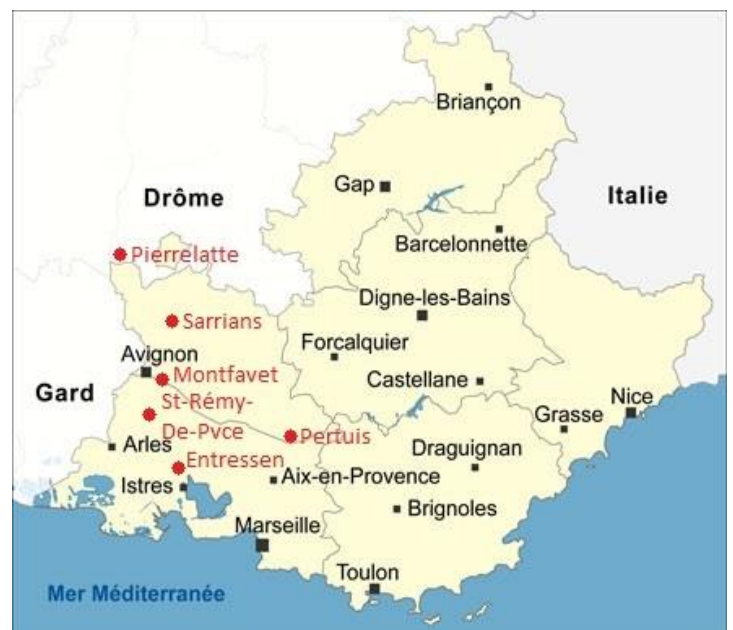 Briançon
Gap
Drôme
Italie
Barcelonnette
Pierrelatte
Digne-les-Bains
Sarrians
Forcalquier
Avignon
Montfavet
Castellane
Gard
St-Rémy-
De-Pvce
Nice
Grasse
Pertuis
Arles
Draguignan
Entressen
Aix-en-Provence
Istres
Brignoles
Marseille
Toulon
Mer Méditerranée